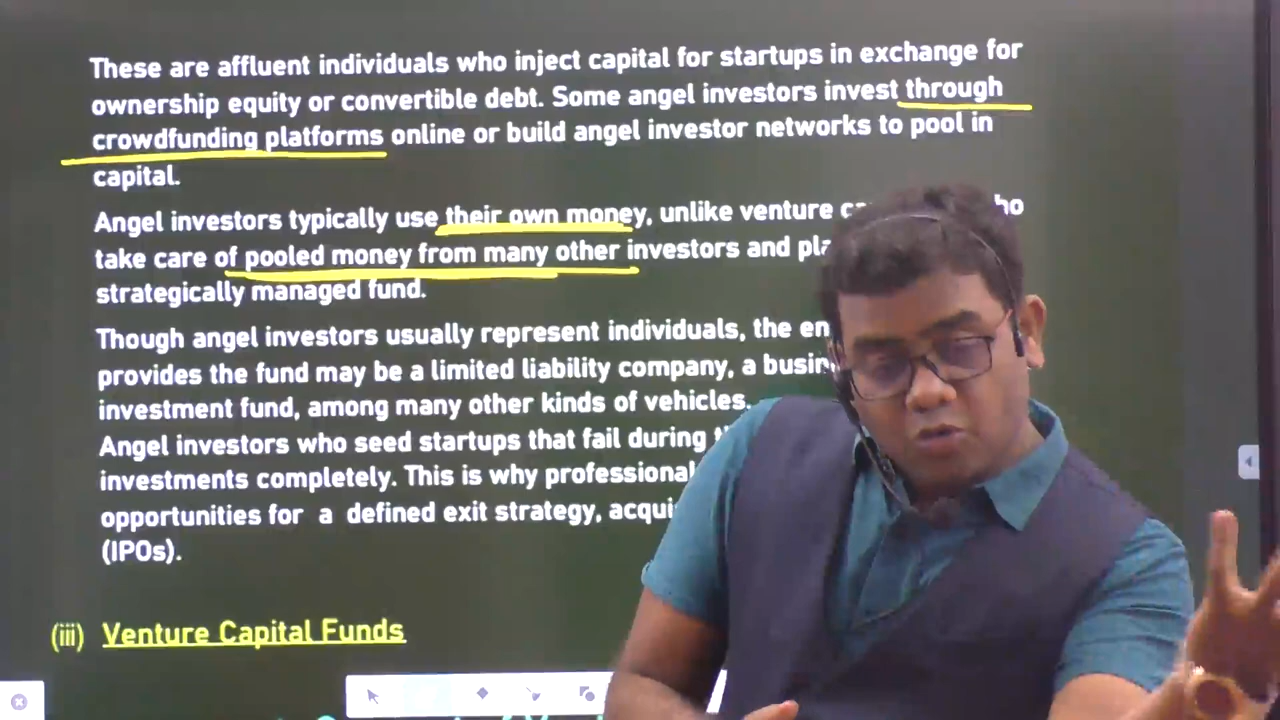 These are affluent individuals who inject capital for startups in exchange for
ownership equity or convertible debt. Some angel investors invest through
crowdfunding platforms online or build angel investor networks to pool in
capital.
Angel investors typically use their own money, unlike venture
take care of pooled money from many other investors and
strategically managed fund.
Though angel investors usually represent individuals, the
provides the fund may be a limited liability company, a
investment fund, among many other kinds of vehicles.
Angel investors who seed startups that fail during
investments completely. This is why professional
opportunities for a defined exit strategy,
(IPOs).
(iii) Venture Capital Funds